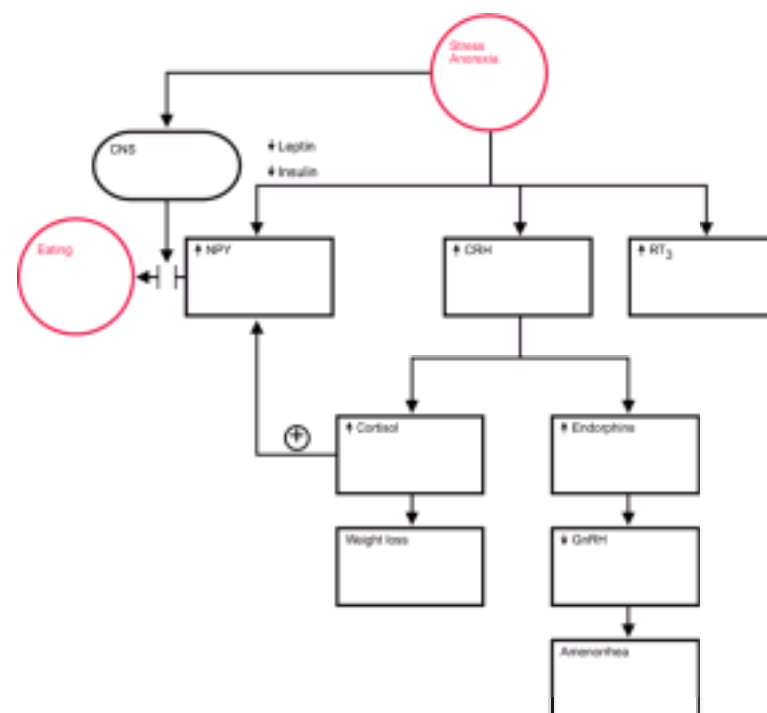 Stress
Anorexia
CNS
↓ Leptin
↓ Insulin
Eating
↑ NPY
↑ CRH
↑ RT3
+
↑ Cortisol
↑ Endorphins
Weight loss
↓ GnRH
Amenorrhea